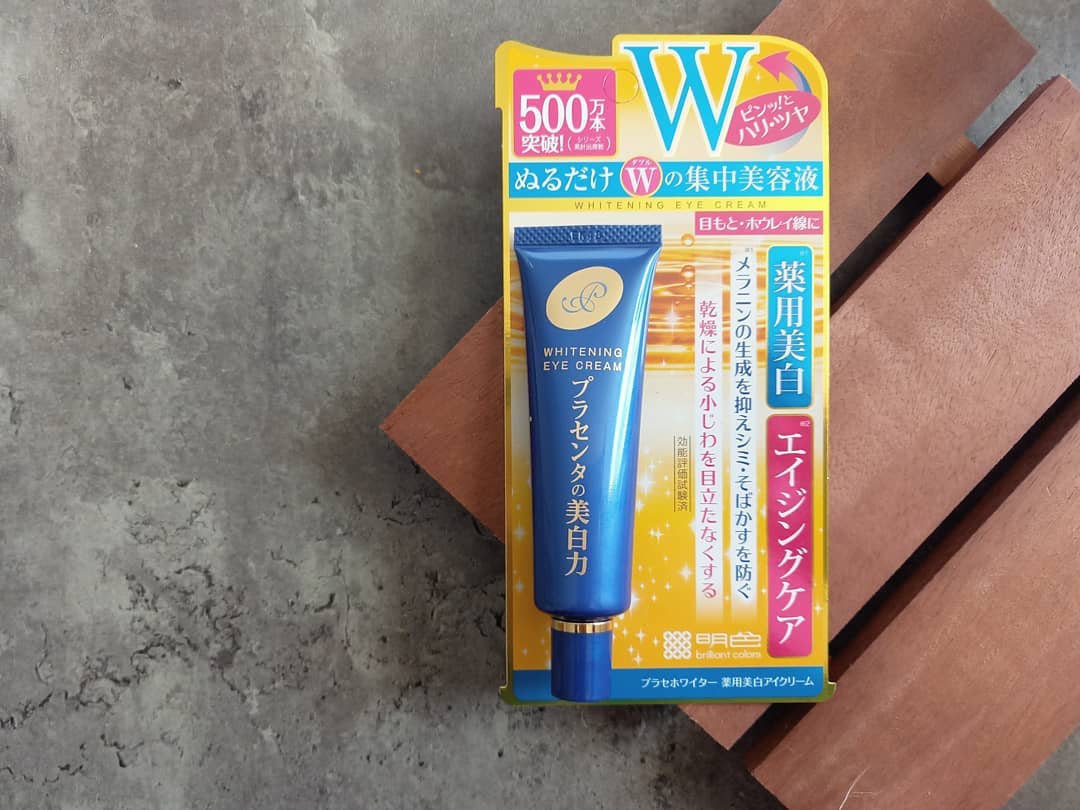 500万本
突破!(シリーズ累計出荷数)
W
ピンッ!と
ハリ・ツヤ
ぬるだけ
ダブル
W
の集中美容液
WHITENING EYE CREAM
目もと・ホウレイ線に
※1
薬用美白
※2
エイジングケア
※1
メラニンの生成を抑えシミ・そばかすを防ぐ
乾燥による小じわを目立たなくする
効能評価試験済
WHITENING
EYE CREAM
プラセンタの美白力
明色
brilliant colors
プラセホワイター 薬用美白アイクリーム